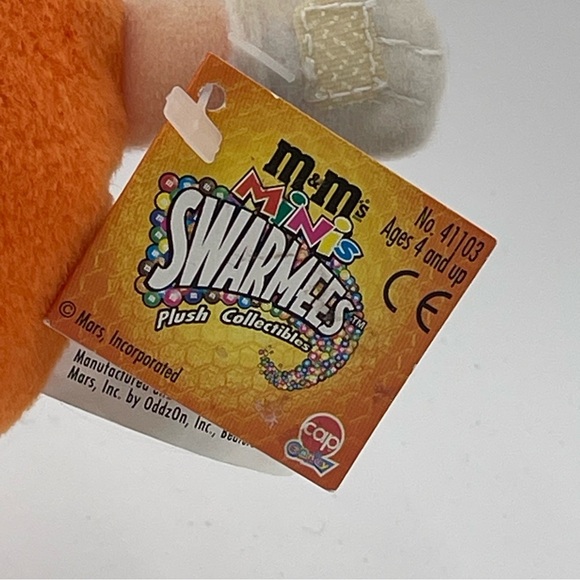 m&m's
MiNiS
SWARMEES™
Plush Collectibles
No. 41103
Ages 4 and up
CE
© Mars, Incorporated
cap
Candy
Manufactured
Mars, Inc. by OddzOn, Inc.,